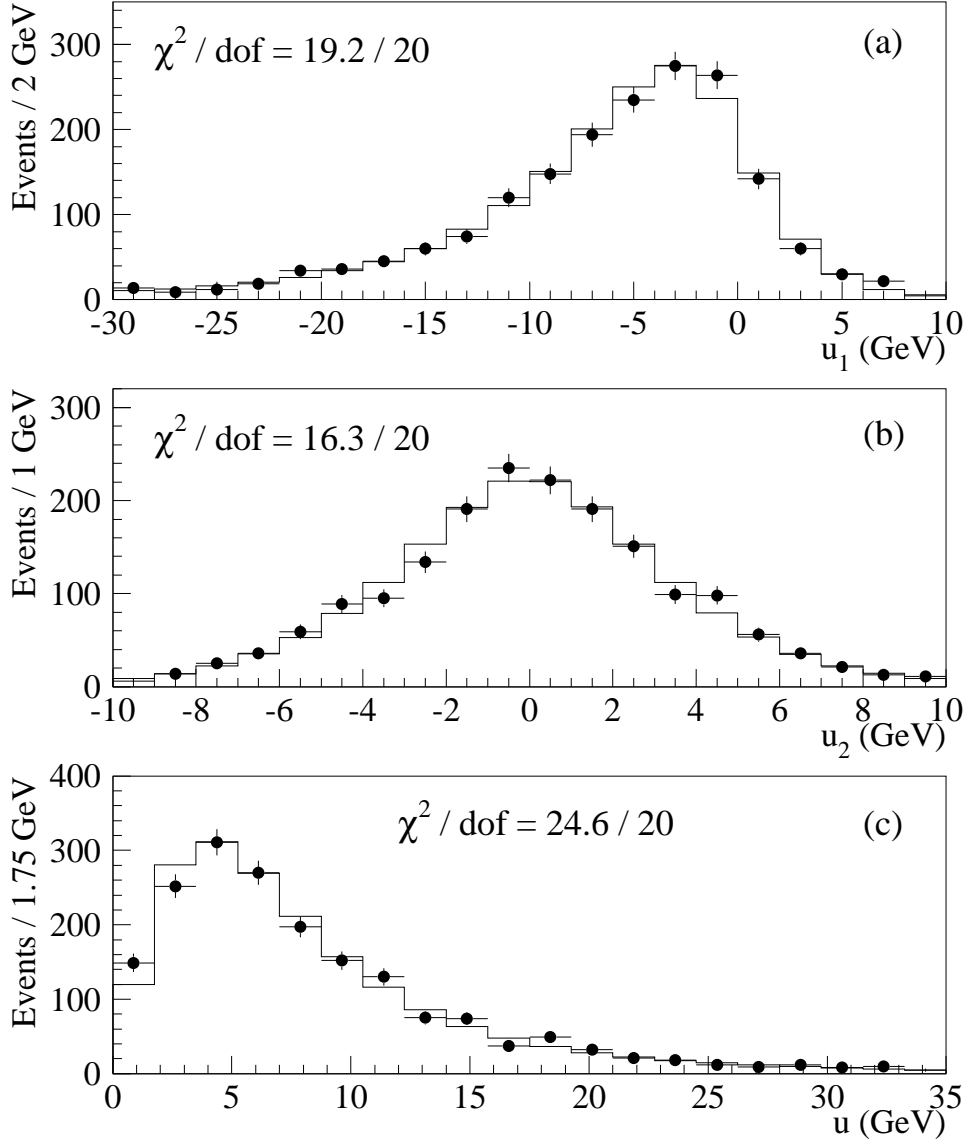 Events / 2 GeV
300
200
100
0
χ² / dof = 19.2 / 20
(a)
-30 -25 -20 -15 -10 -5 0 5 10
u₁ (GeV)
Events / 1 GeV
300
200
100
0
χ² / dof = 16.3 / 20
(b)
-10 -8 -6 -4 -2 0 2 4 6 8 10
u₂ (GeV)
Events / 1.75 GeV
400
300
200
100
0
χ² / dof = 24.6 / 20
(c)
0 5 10 15 20 25 30 35
u (GeV)